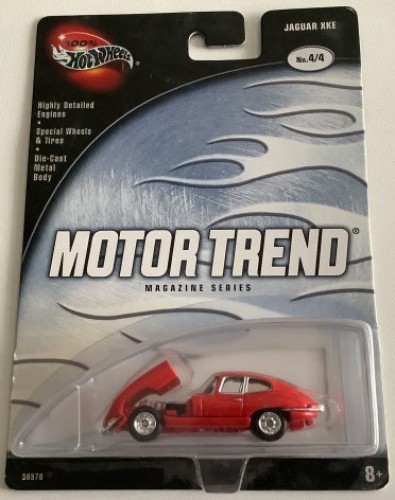 100%
Hot Wheels
JAGUAR XKE
No.4/4
Highly Detailed
Engines
•
Special Wheels
& Tires
•
Die-Cast
Metal
Body
MOTOR TREND®
MAGAZINE SERIES
56578
8+